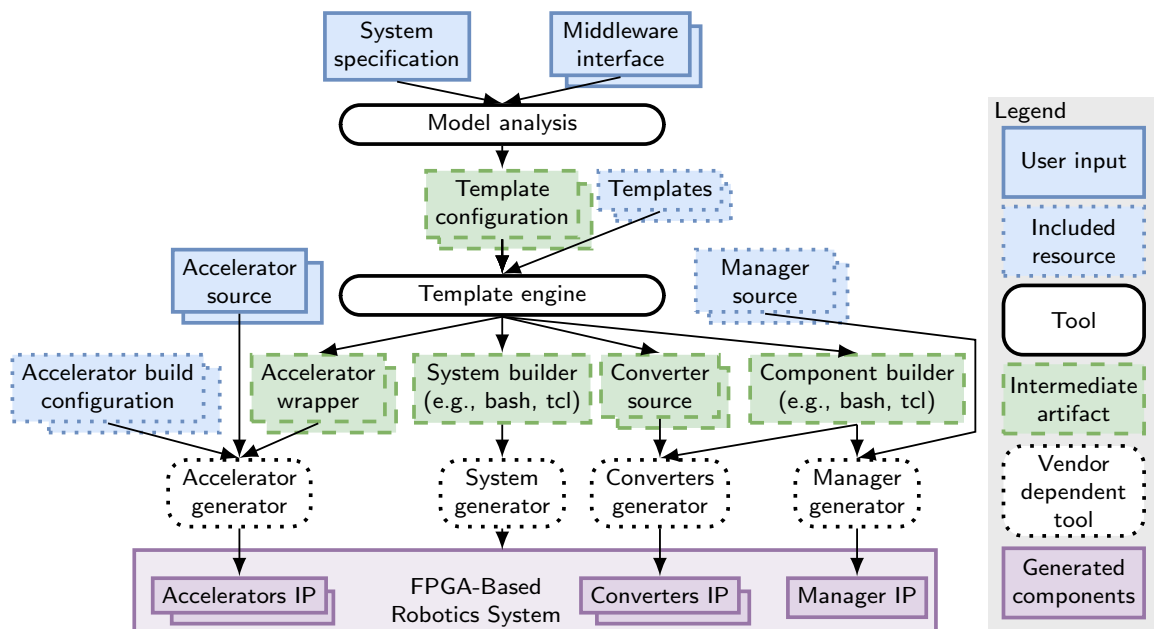 System
specification
Middleware
interface
Model analysis
Template
configuration
Templates
Accelerator
source
Template engine
Manager
source
Accelerator build
configuration
Accelerator
wrapper
System builder
(e.g., bash, tcl)
Converter
source
Component builder
(e.g., bash, tcl)
Accelerator
generator
System
generator
Converters
generator
Manager
generator
Accelerators IP
FPGA-Based
Robotics System
Converters IP
Manager IP
Legend
User input
Included
resource
Tool
Intermediate
artifact
Vendor
dependent
tool
Generated
components